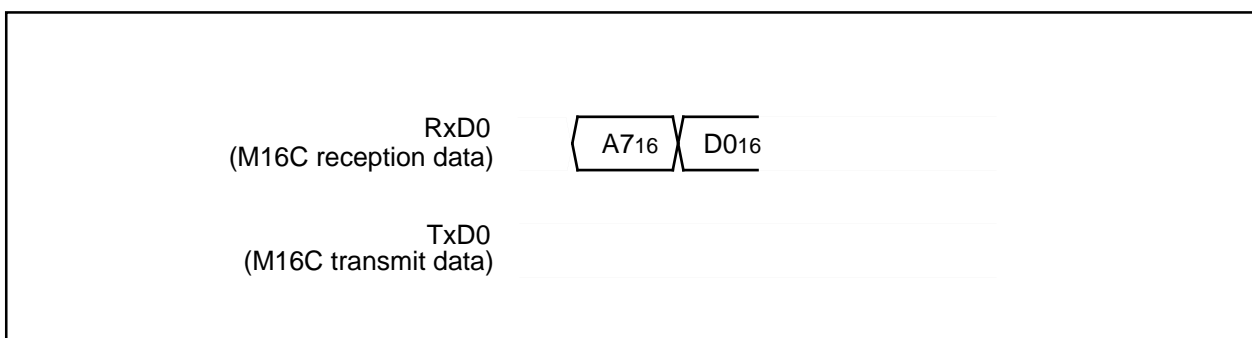 RxD0
(M16C reception data)
A716
D016
TxD0
(M16C transmit data)